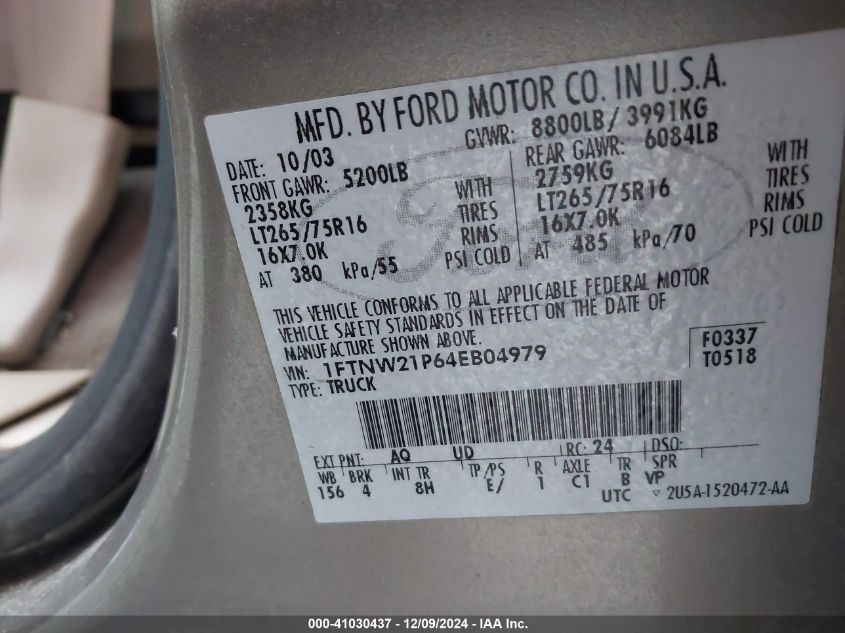 MFD. BY FORD MOTOR CO. IN U.S.A.
DATE: 10/03 GVWR: 8800LB/ 3991KG
FRONT GAWR: 5200LB REAR GAWR: 6084LB
2358KG WITH 2759KG WITH
LT265/75R16 TIRES LT265/75R16 TIRES
16X7.0K RIMS 16X7.0K RIMS
AT 380 kPa/55 PSI COLD AT 485 kPa/70 PSI COLD
THIS VEHICLE CONFORMS TO ALL APPLICABLE FEDERAL MOTOR
VEHICLE SAFETY STANDARDS IN EFFECT ON THE DATE OF
MANUFACTURE SHOWN ABOVE.
VIN: 1FTNW21P64EB04979 F0337
TYPE: TRUCK T0518
EXT PNT: AQ UD RC: 24 DSO:
WB BRK INT TR TP/PS R AXLE TR SPR
156 4 8H E/ 1 C1 B VP
UTC ▽ 2U5A-1520472-AA
Ford
000-41030437 - 12/09/2024 - IAA Inc.